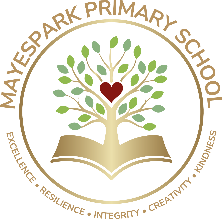 MAYESPARK PRIMARY SCHOOL
EXCELLENCE • RESILIENCE • INTEGRITY • CREATIVITY • KINDNESS